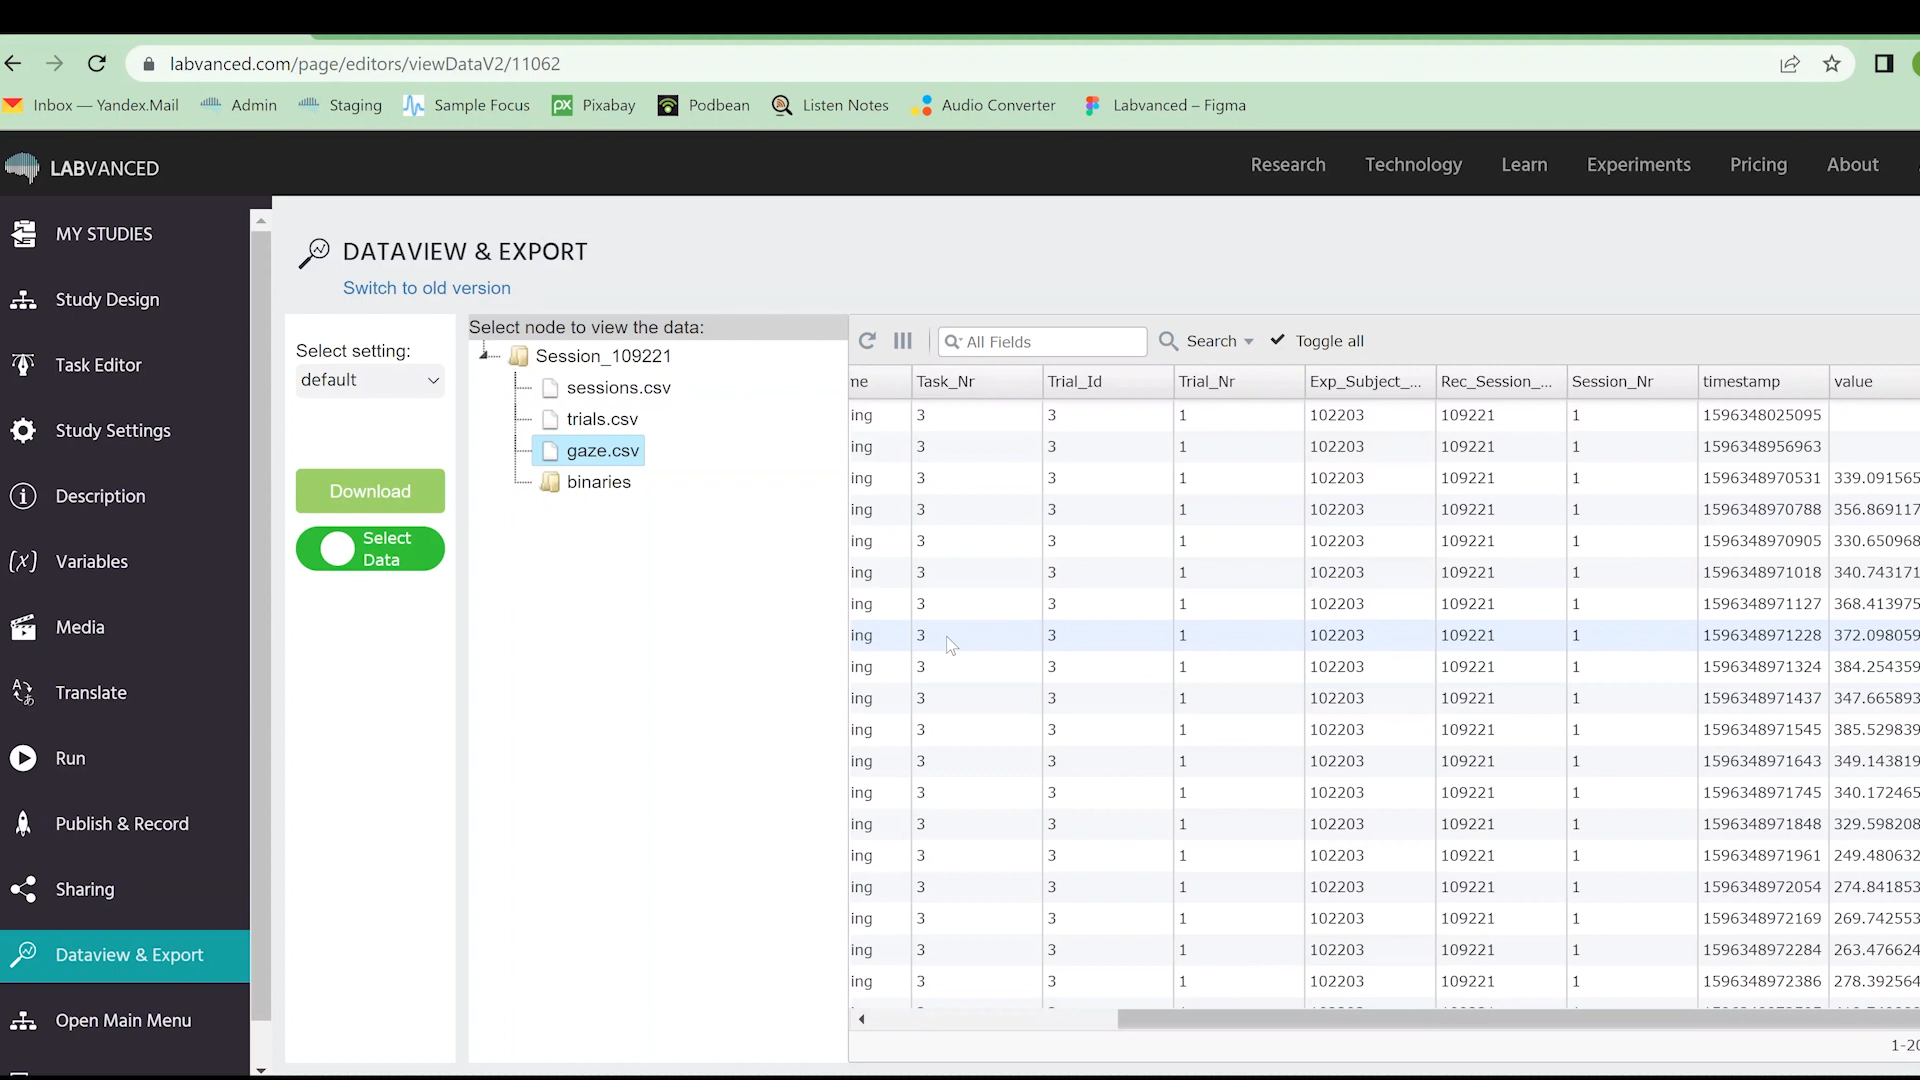 labvanced.com/page/editors/viewDataV2/11062
Inbox — Yandex.Mail Admin Staging Sample Focus Pixabay Podbean Listen Notes Audio Converter Labvanced – Figma
LABVANCED Research Technology Learn Experiments Pricing About
MY STUDIES
Study Design
Task Editor
Study Settings
Description
Variables
Media
Translate
Run
Publish & Record
Sharing
Dataview & Export
Open Main Menu
DATAVIEW & EXPORT
Switch to old version
Select setting:
default
Download
Select
Data
Select node to view the data:
Session_109221
sessions.csv
trials.csv
gaze.csv
binaries
All Fields Search Toggle all
me Task_Nr Trial_Id Trial_Nr Exp_Subject_... Rec_Session_... Session_Nr timestamp value
ing 3 3 1 102203 109221 1 1596348025095
ing 3 3 1 102203 109221 1 1596348956963
ing 3 3 1 102203 109221 1 1596348970531 339.091565
ing 3 3 1 102203 109221 1 1596348970788 356.869117
ing 3 3 1 102203 109221 1 1596348970905 330.650968
ing 3 3 1 102203 109221 1 1596348971018 340.743171
ing 3 3 1 102203 109221 1 1596348971127 368.413975
ing 3 3 1 102203 109221 1 1596348971228 372.098059
ing 3 3 1 102203 109221 1 1596348971324 384.254359
ing 3 3 1 102203 109221 1 1596348971437 347.665893
ing 3 3 1 102203 109221 1 1596348971545 385.529839
ing 3 3 1 102203 109221 1 1596348971643 349.143819
ing 3 3 1 102203 109221 1 1596348971745 340.172465
ing 3 3 1 102203 109221 1 1596348971848 329.598208
ing 3 3 1 102203 109221 1 1596348971961 249.480632
ing 3 3 1 102203 109221 1 1596348972054 274.841853
ing 3 3 1 102203 109221 1 1596348972169 269.742553
ing 3 3 1 102203 109221 1 1596348972284 263.476624
ing 3 3 1 102203 109221 1 1596348972386 278.392564
1-20